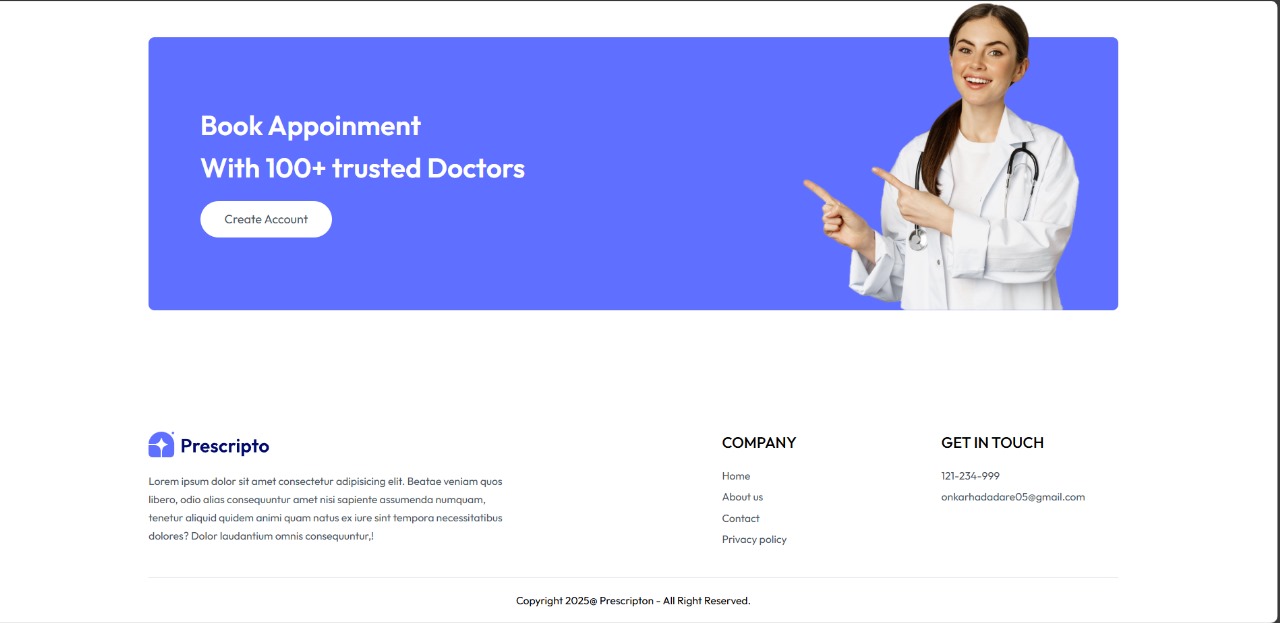 Book Appoinment
With 100+ trusted Doctors
Create Account
Prescripto
Lorem ipsum dolor sit amet consectetur adipisicing elit. Beatae veniam quos
libero, odio alias consequuntur amet nisi sapiente assumenda numquam,
tenetur aliquid quidem animi quam natus ex iure sint tempora necessitatibus
dolores? Dolor laudantium omnis consequuntur,!
COMPANY
Home
About us
Contact
Privacy policy
GET IN TOUCH
121-234-999
onkarhadadare05@gmail.com
Copyright 2025@ Prescripton - All Right Reserved.